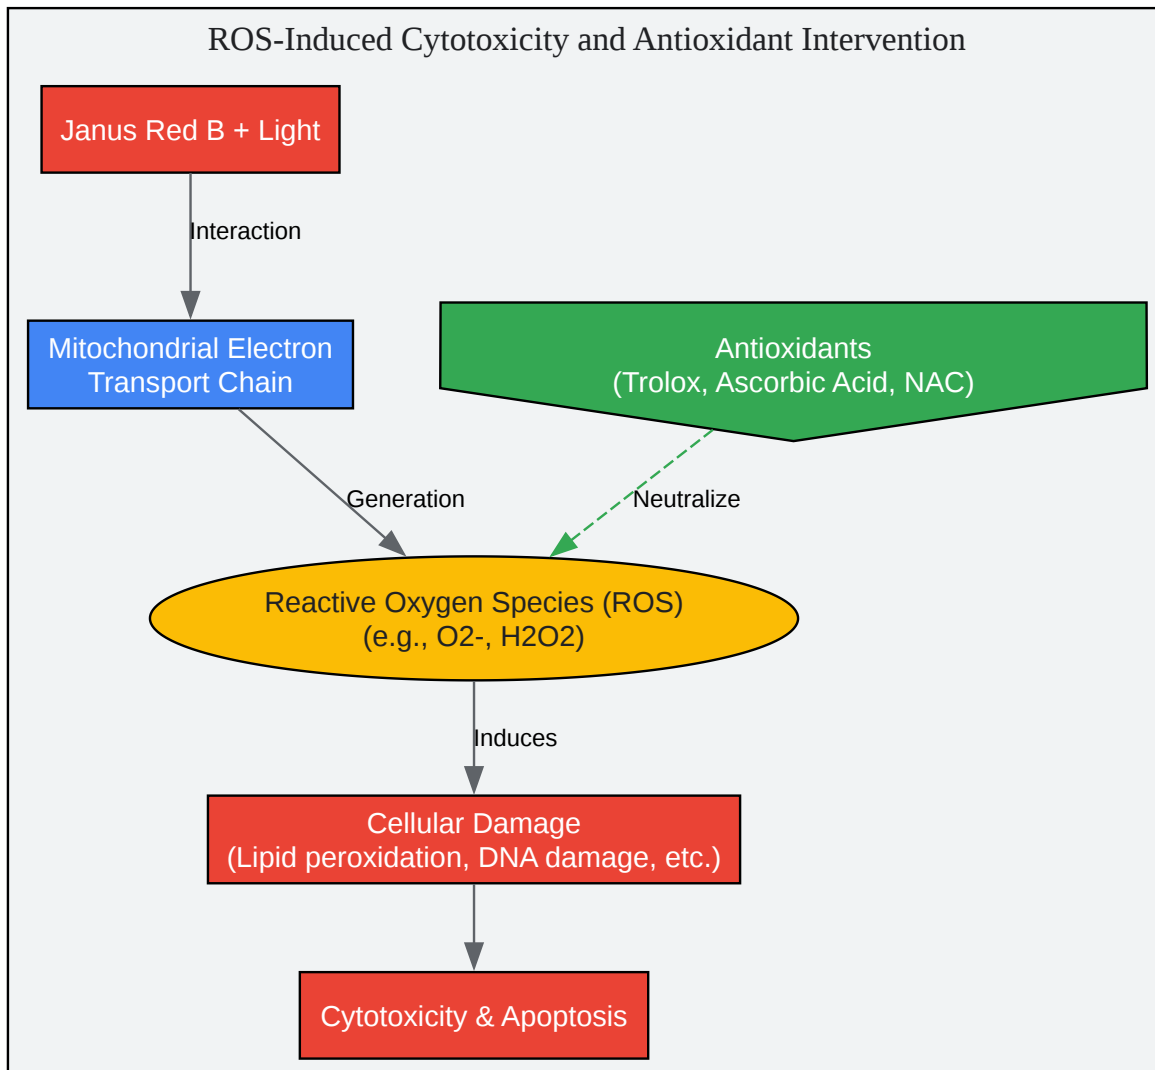 ROS-Induced Cytotoxicity and Antioxidant Intervention
Janus Red B + Light
Interaction
Mitochondrial Electron
Transport Chain
Antioxidants
(Trolox, Ascorbic Acid, NAC)
Generation
Neutralize
Reactive Oxygen Species (ROS)
(e.g., O2-, H2O2)
Induces
Cellular Damage
(Lipid peroxidation, DNA damage, etc.)
Cytotoxicity & Apoptosis